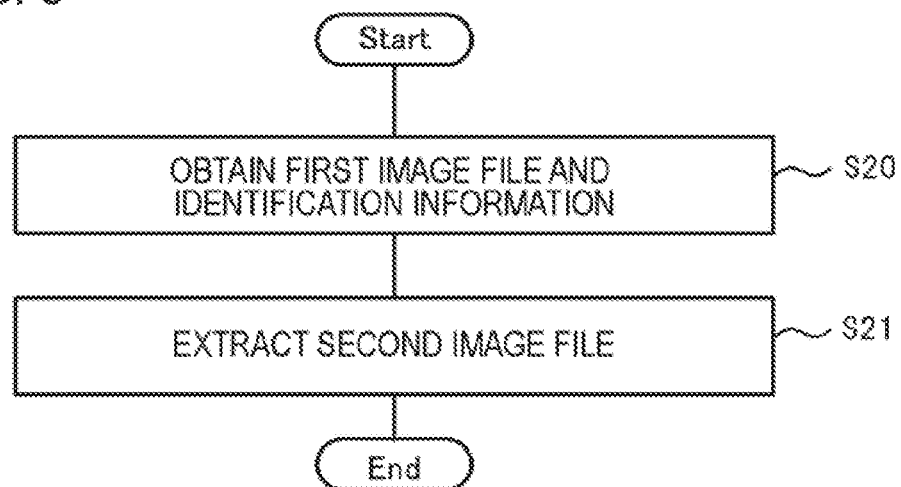 Start
OBTAIN FIRST IMAGE FILE AND
IDENTIFICATION INFORMATION
S20
EXTRACT SECOND IMAGE FILE
S21
End